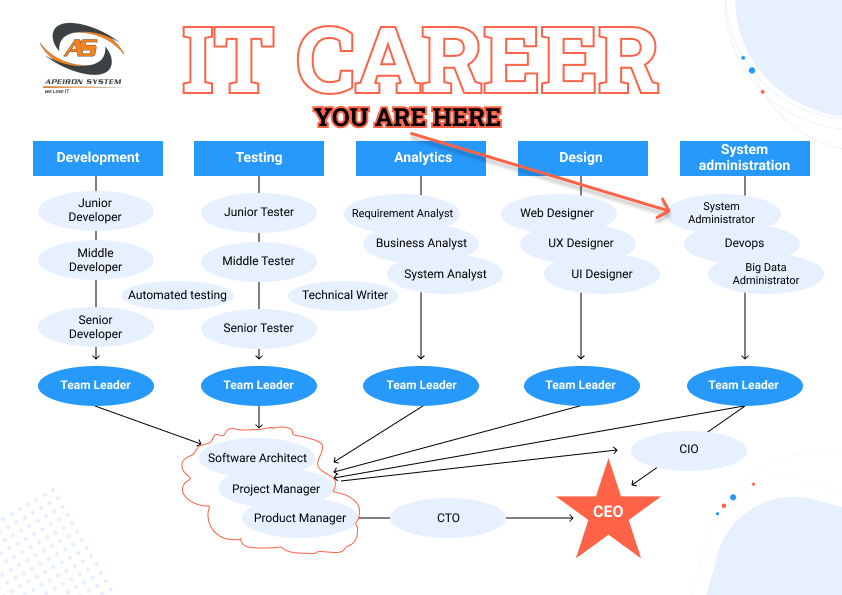 AS
APEIRON SYSTEM
WE LOVE IT
IT CAREER
YOU ARE HERE
Development
Testing
Analytics
Design
System
administration
Junior
Developer
Junior Tester
Requirement Analyst
Web Designer
System
Administrator
Business Analyst
UX Designer
Devops
Middle
Developer
Middle Tester
System Analyst
UI Designer
Big Data
Administrator
Automated testing
Technical Writer
Senior
Developer
Senior Tester
Team Leader
Team Leader
Team Leader
Team Leader
Team Leader
Software Architect
CIO
Project Manager
Product Manager
CTO
CEO